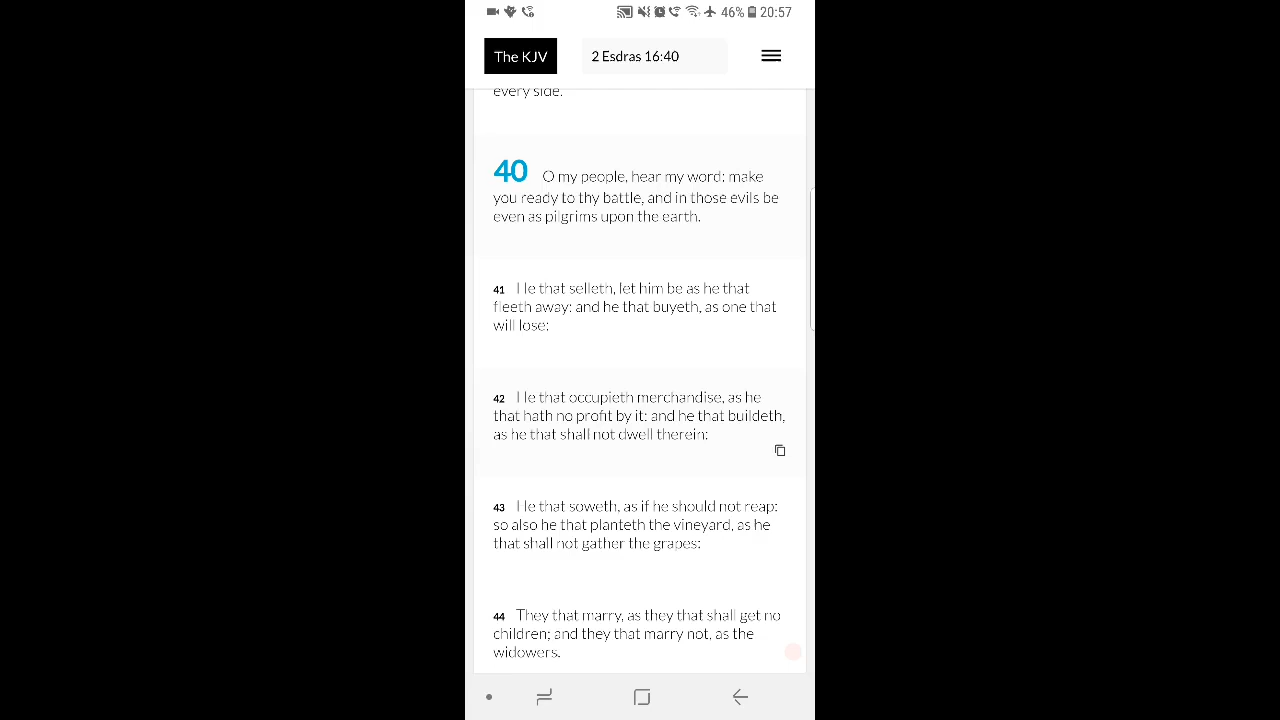 46% 20:57
The KJV 2 Esdras 16:40
every side.
40 O my people, hear my word: make
you ready to thy battle, and in those evils be
even as pilgrims upon the earth.
41 He that selleth, let him be as he that
fleeth away: and he that buyeth, as one that
will lose:
42 He that occupieth merchandise, as he
that hath no profit by it: and he that buildeth,
as he that shall not dwell therein:
43 He that soweth, as if he should not reap:
so also he that planteth the vineyard, as he
that shall not gather the grapes:
44 They that marry, as they that shall get no
children; and they that marry not, as the
widowers.